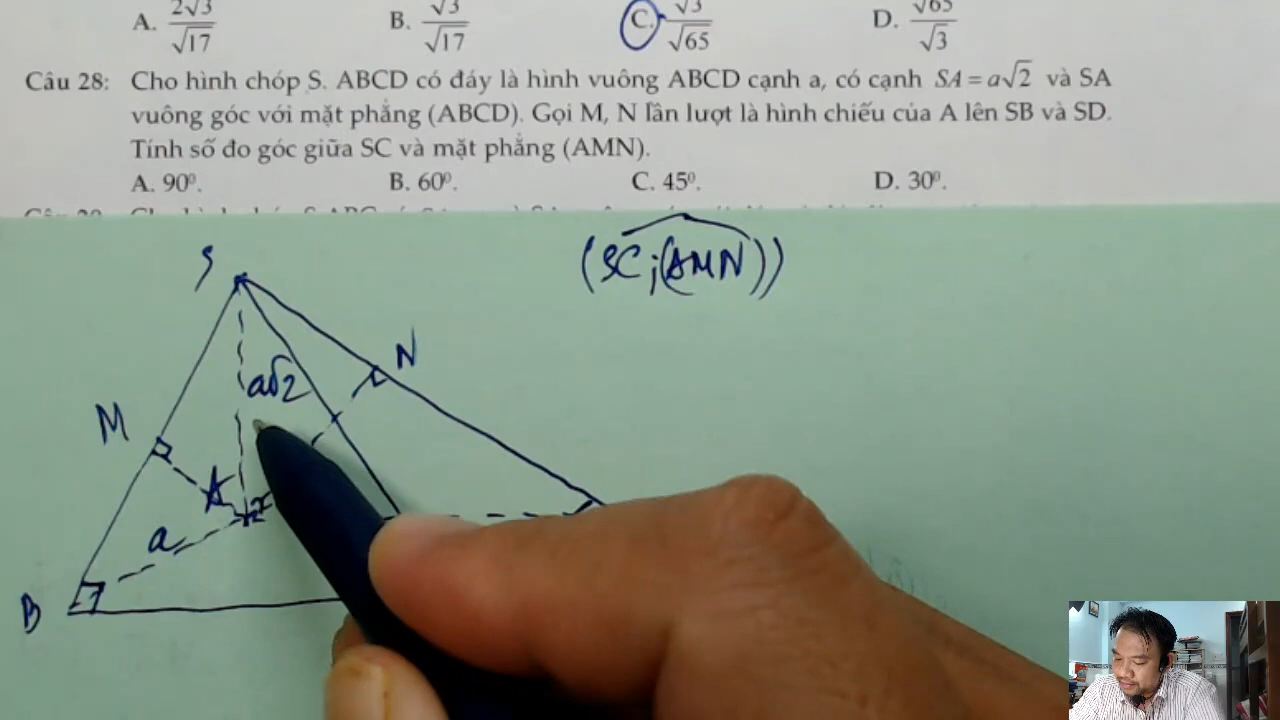 A. 2√3/√17 B. √3/√17 C. √3/√65 D. √65/√3
Câu 28: Cho hình chóp S. ABCD có đáy là hình vuông ABCD cạnh a, có cạnh SA = a√2 và SA
vuông góc với mặt phẳng (ABCD). Gọi M, N lần lượt là hình chiếu của A lên SB và SD.
Tính số đo góc giữa SC và mặt phẳng (AMN).
A. 90⁰. B. 60⁰. C. 45⁰. D. 30⁰.
(SC;(AMN))
S
N
a√2
M
A
a
B